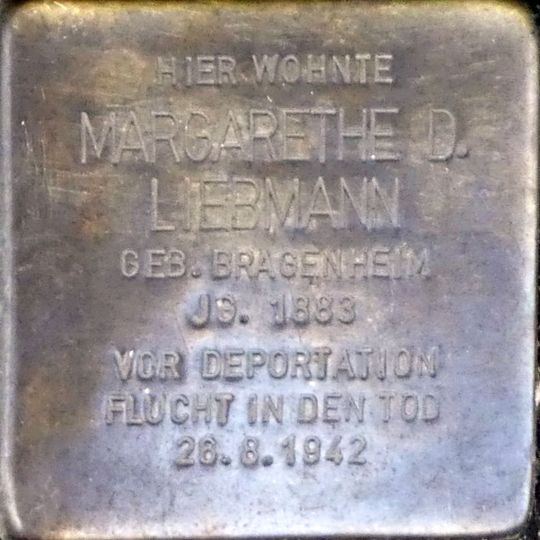 HIER WOHNTE
MARGARETHE D.
LIEBMANN
GEB. BRAGENHEIM
JG. 1883
VOR DEPORTATION
FLUCHT IN DEN TOD
26.8.1942